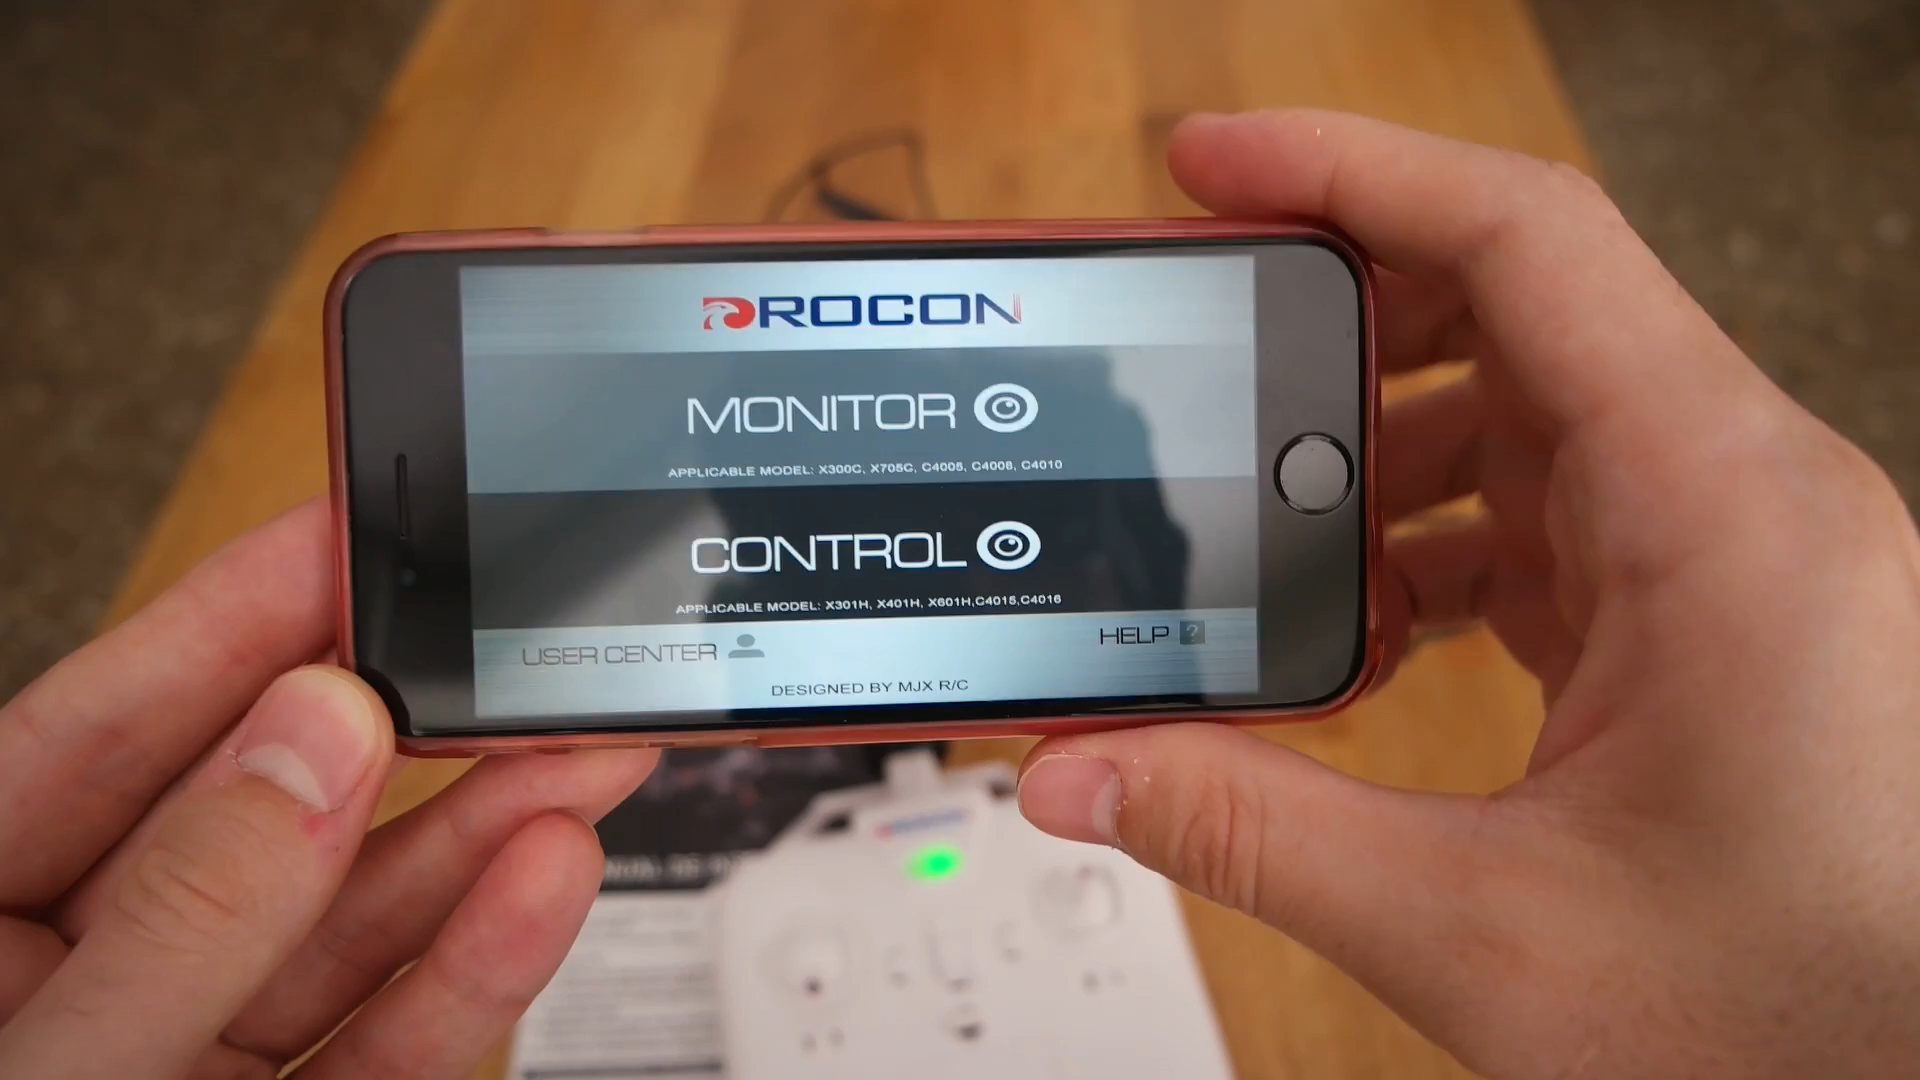 DROCON
MONITOR
APPLICABLE MODEL: X300C, X705C, C4005, C4008, C4010
CONTROL
APPLICABLE MODEL: X301H, X401H, X601H,C4015,C4016
USER CENTER
HELP ?
DESIGNED BY MJX R/C